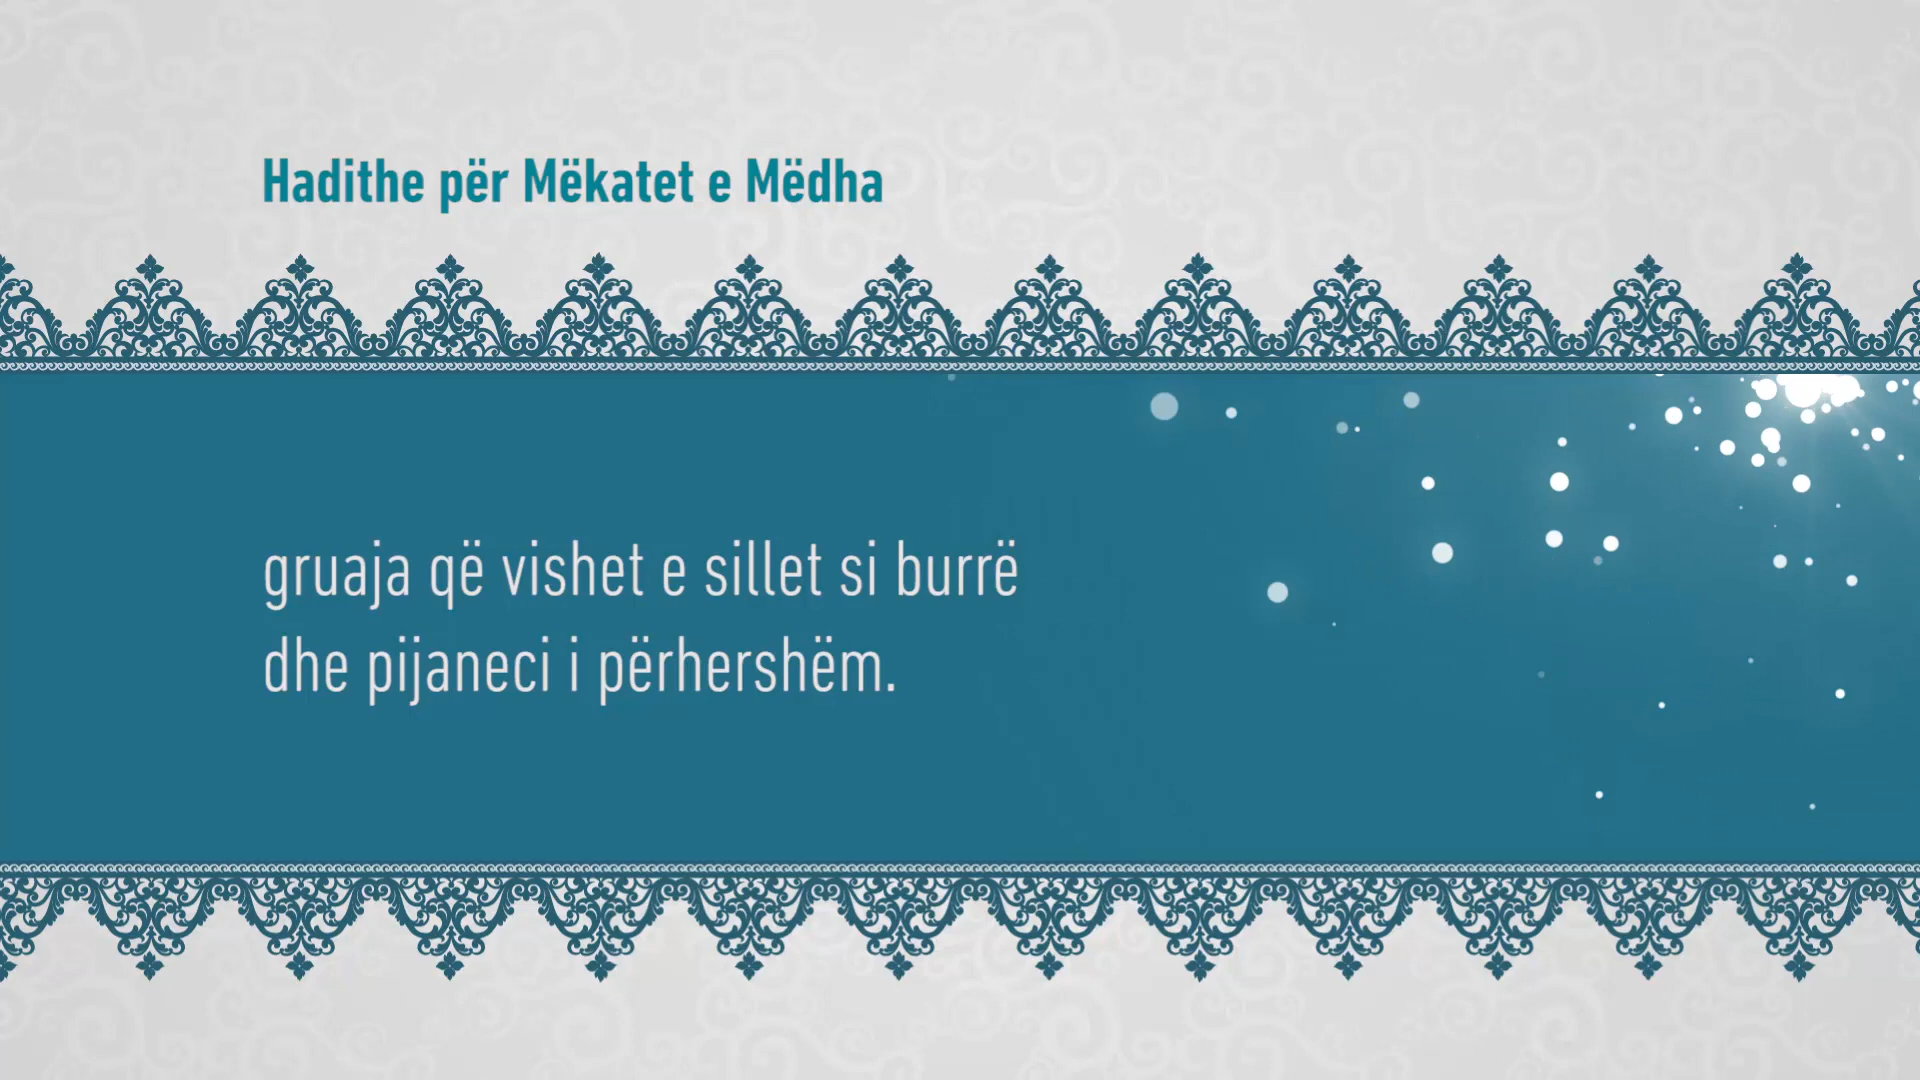 Hadithe për Mëkatet e Mëdha
gruaja që vishet e sillet si burrë
dhe pijaneci i përhershëm.